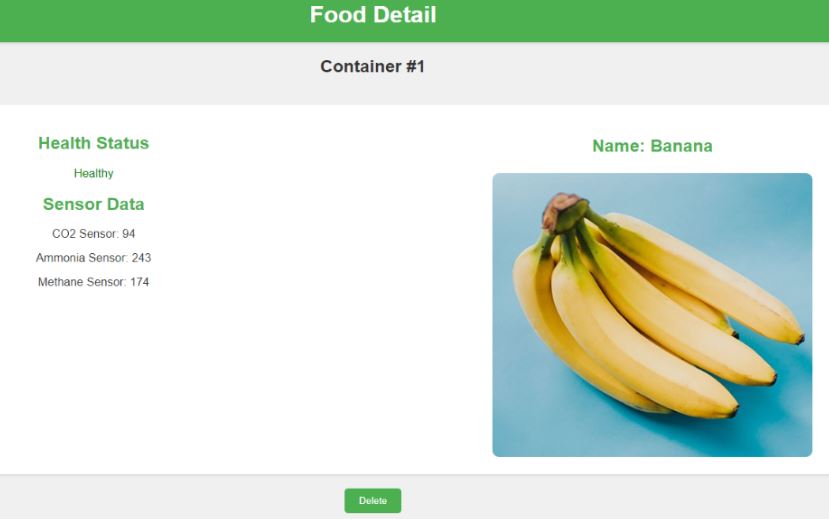 Food Detail
Container #1
Health Status
Healthy
Sensor Data
CO2 Sensor: 94
Ammonia Sensor: 243
Methane Sensor: 174
Name: Banana
Delete